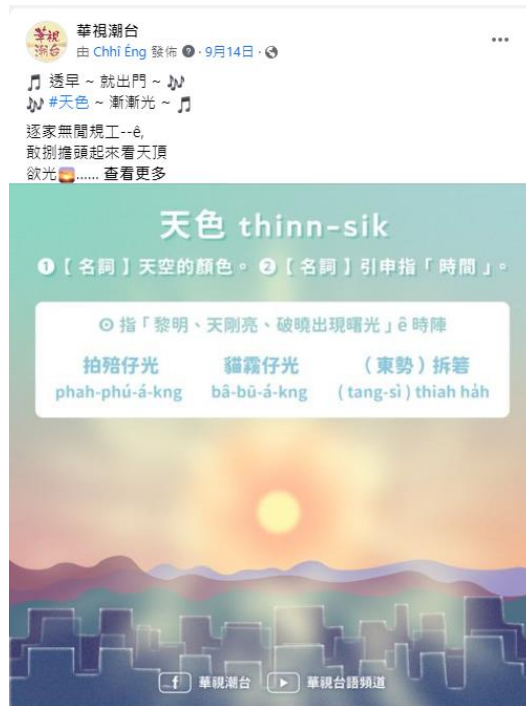 華視潮台
由 Chhî Éng 發佈 · 9月14日 ·
透早 ~ 就出門 ~
#天色 ~ 漸漸光 ~
逐家無閒規工--ê,
敢捌擔頭起來看天頂
欲光...... 查看更多
天色 thinn-sik
❶【名詞】天空的顏色。 ❷【名詞】引申指「時間」。
⊙ 指「黎明、天剛亮、破曉出現曙光」ê 時陣
拍殕仔光 貓霧仔光 (東勢) 拆箬
phah-phú-á-kng bâ-bū-á-kng (tang-sì) thiah ha̍h
華視潮台 華視台語頻道